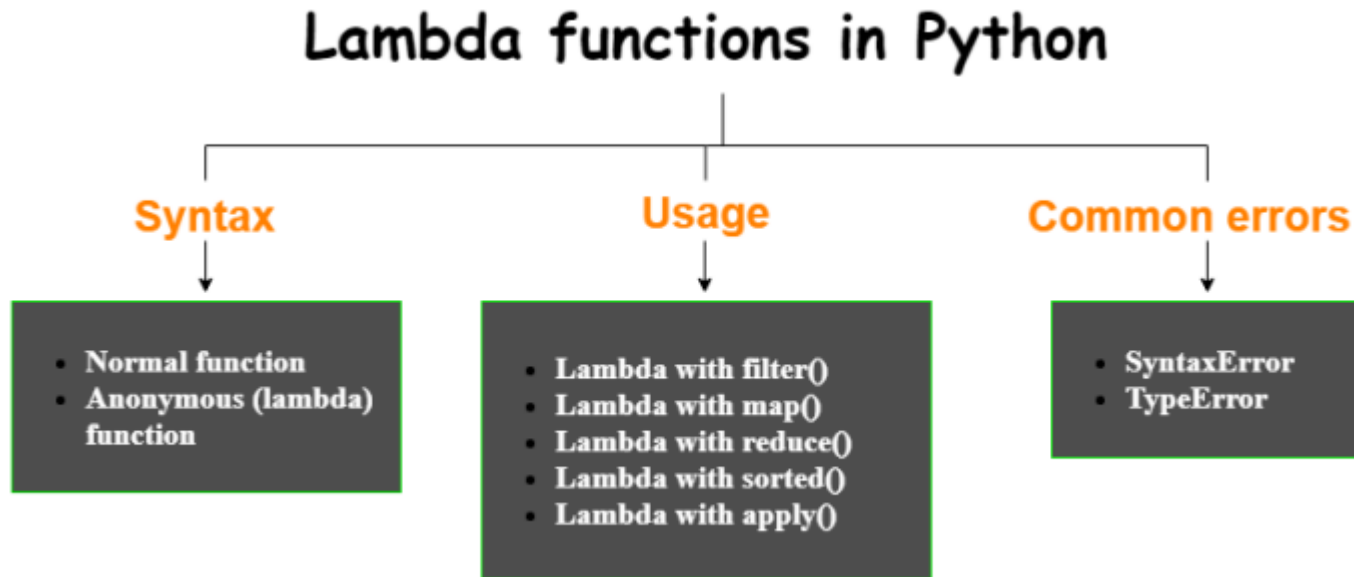 Lambda functions in Python
Syntax
Usage
Common errors
Normal function
Anonymous (lambda)
function
Lambda with filter()
Lambda with map()
Lambda with reduce()
Lambda with sorted()
Lambda with apply()
SyntaxError
TypeError